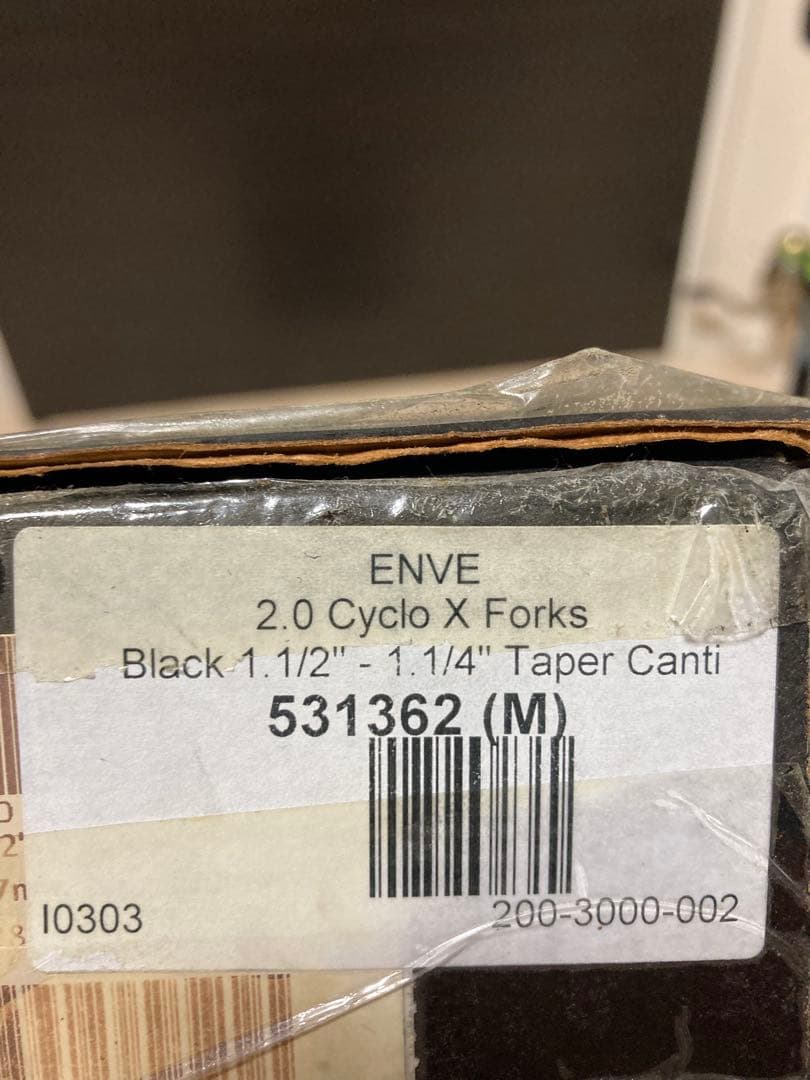 ENVE
2.0 Cyclo X Forks
Black 1.1/2" - 1.1/4" Taper Canti
531362 (M)
I0303
200-3000-002